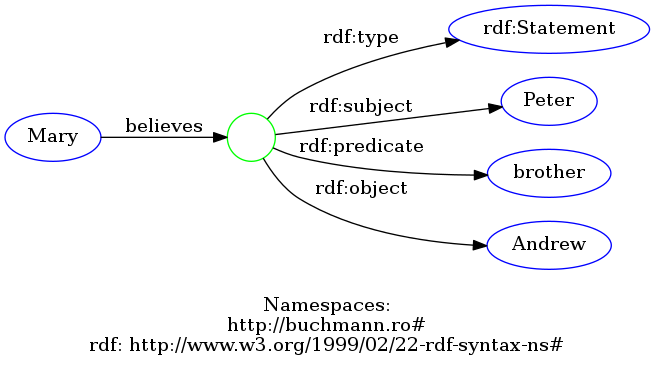 rdf:type
rdf:Statement
rdf:subject
Peter
Mary
believes
rdf:predicate
brother
rdf:object
Andrew
Namespaces:
http://buchmann.ro#
rdf: http://www.w3.org/1999/02/22-rdf-syntax-ns#